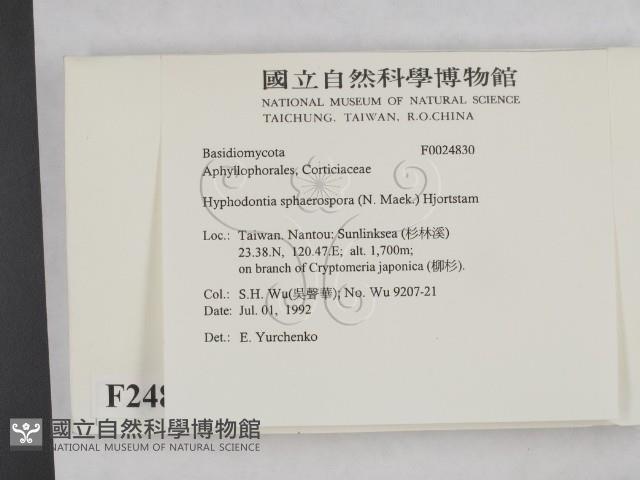 國立自然科學博物館
NATIONAL MUSEUM OF NATURAL SCIENCE
TAICHUNG, TAIWAN, R.O.CHINA
Basidiomycota F0024830
Aphyllophorales, Corticiaceae
Hyphodontia sphaerospora (N. Maek.) Hjortstam
Loc.: Taiwan. Nantou: Sunlinksea (杉林溪)
23.38.N, 120.47.E; alt. 1,700m;
on branch of Cryptomeria japonica (柳杉).
Col.: S.H. Wu(吳聲華); No. Wu 9207-21
Date: Jul. 01, 1992
Det.: E. Yurchenko
F248
國立自然科學博物館
NATIONAL MUSEUM OF NATURAL SCIENCE